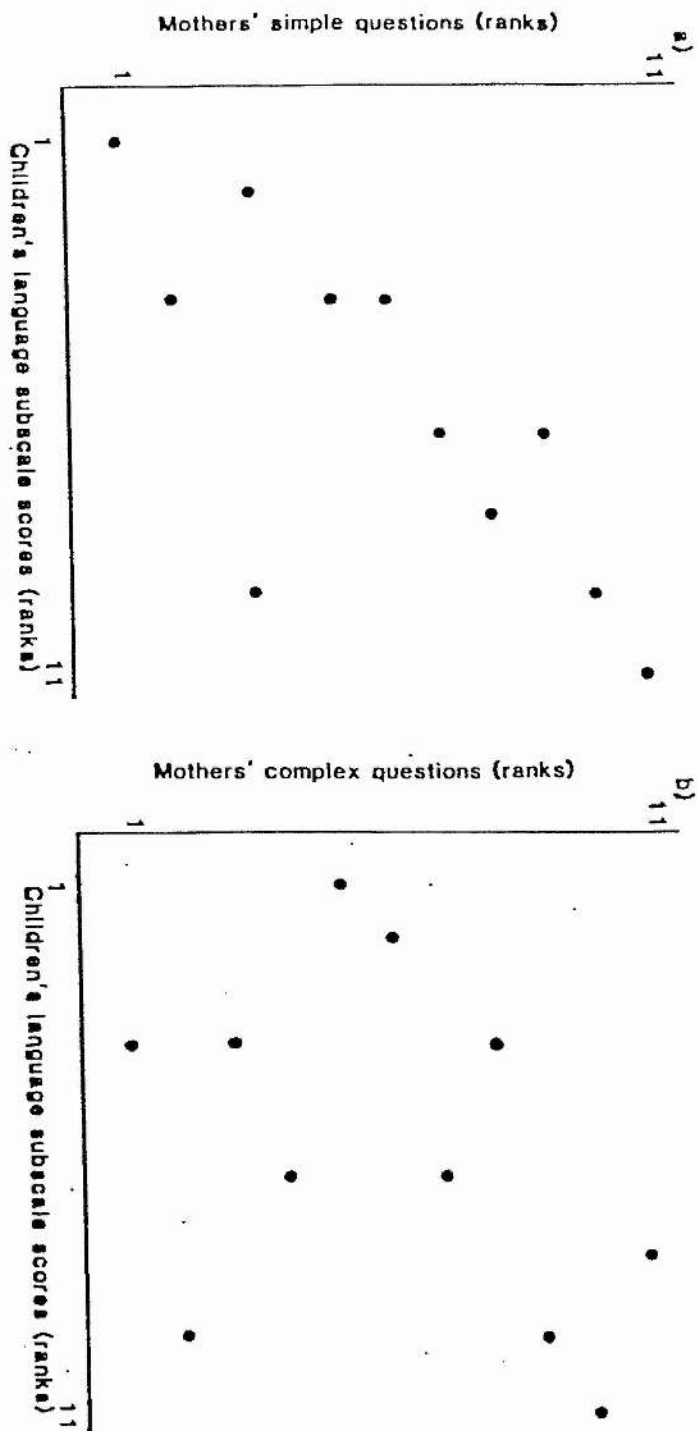 a)
Mothers' simple questions (ranks)
11
1
1
11
Children's language subscale scores (ranks)
b)
Mothers' complex questions (ranks)
11
1
1
11
Children's language subscale scores (ranks)